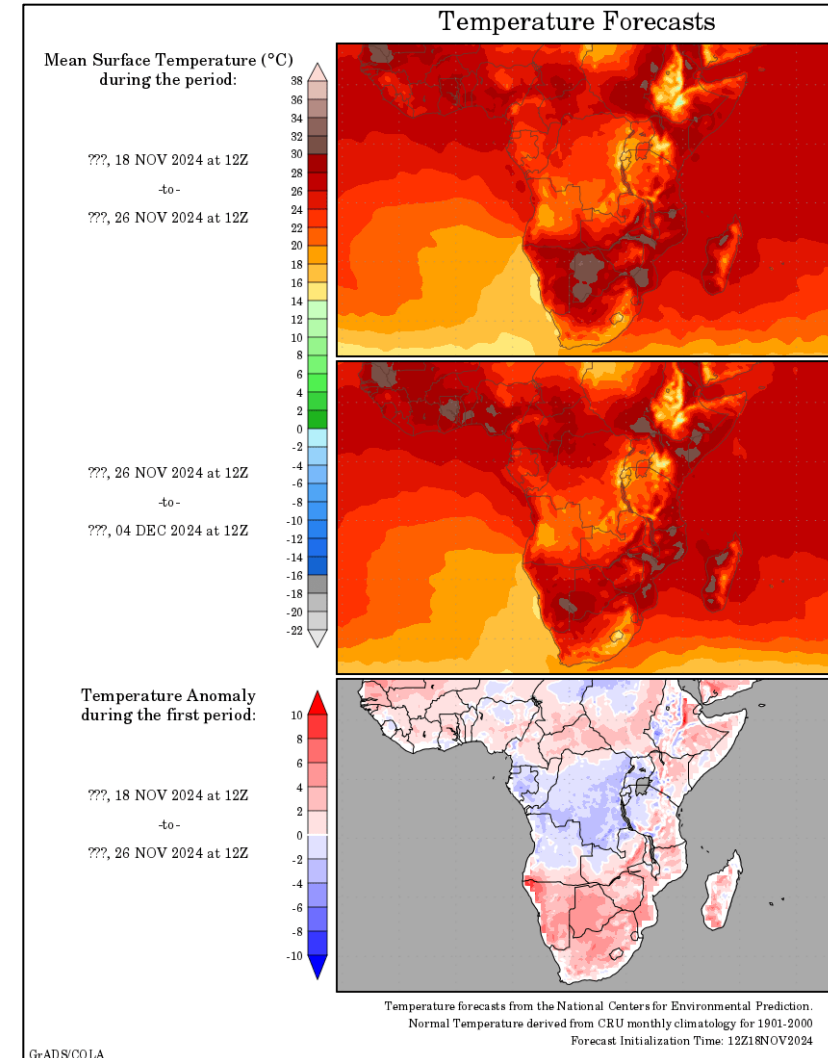 Temperature Forecasts
Mean Surface Temperature (°C)
during the period:
???, 18 NOV 2024 at 12Z
-to-
???, 26 NOV 2024 at 12Z
38
36
34
32
30
28
26
24
22
20
18
16
14
12
10
8
6
4
2
0
-2
-4
-6
-8
-10
-12
-14
-16
-18
-20
-22
???, 26 NOV 2024 at 12Z
-to-
???, 04 DEC 2024 at 12Z
Temperature Anomaly
during the first period:
???, 18 NOV 2024 at 12Z
-to-
???, 26 NOV 2024 at 12Z
10
8
6
4
2
0
-2
-4
-6
-8
-10
Temperature forecasts from the National Centers for Environmental Prediction.
Normal Temperature derived from CRU monthly climatology for 1901-2000
Forecast Initialization Time: 12Z18NOV2024
GrADS/COLA